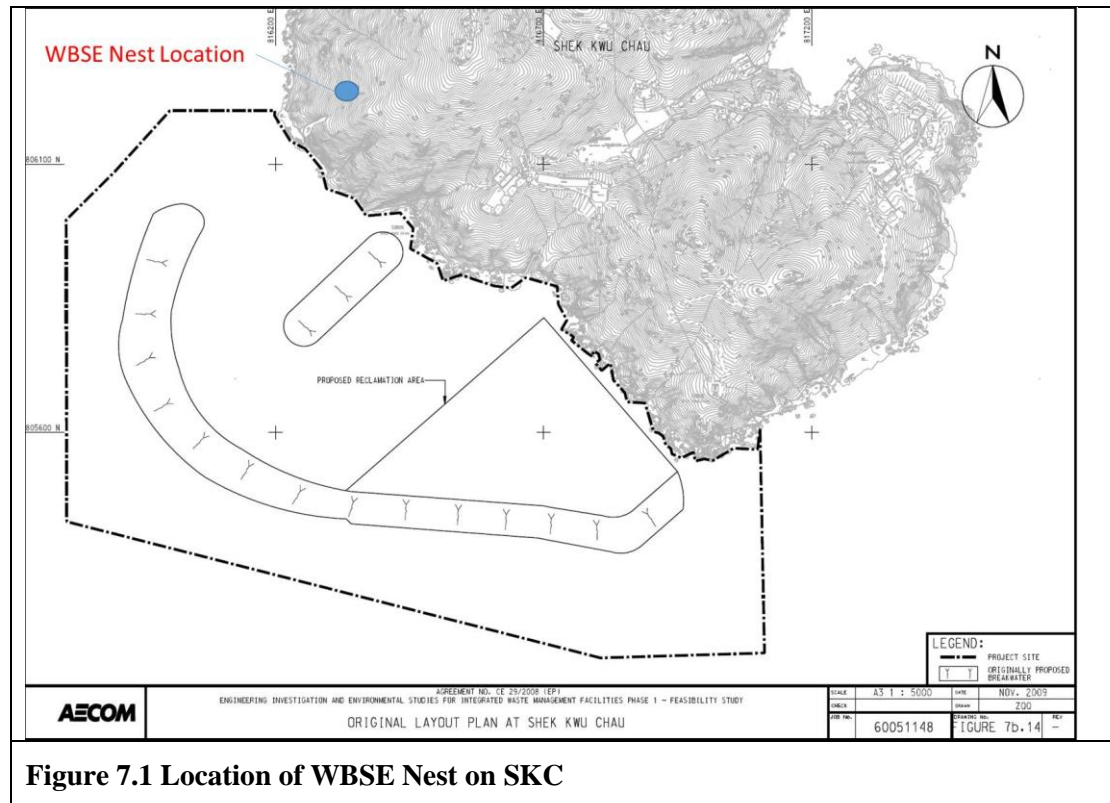 816200 E
816700 E
817200 E
SHEK KWU CHAU
WBSE Nest Location
N
806100 N
PROPOSED RECLAMATION AREA
805600 N
LEGEND:
PROJECT SITE
ORIGINALLY PROPOSED
BREAKWATER
AECOM
AGREEMENT NO. CE 29/2008 (EP)
ENGINEERING INVESTIGATION AND ENVIRONMENTAL STUDIES FOR INTEGRATED WASTE MANAGEMENT FACILITIES PHASE 1 – FEASIBILITY STUDY
ORIGINAL LAYOUT PLAN AT SHEK KWU CHAU
SCALE A3 1 : 5000 DATE NOV. 2009
CHECK DRAWN ZOO
JOB No. 60051148 DRAWING No. FIGURE 7b.14 REV -
Figure 7.1 Location of WBSE Nest on SKC